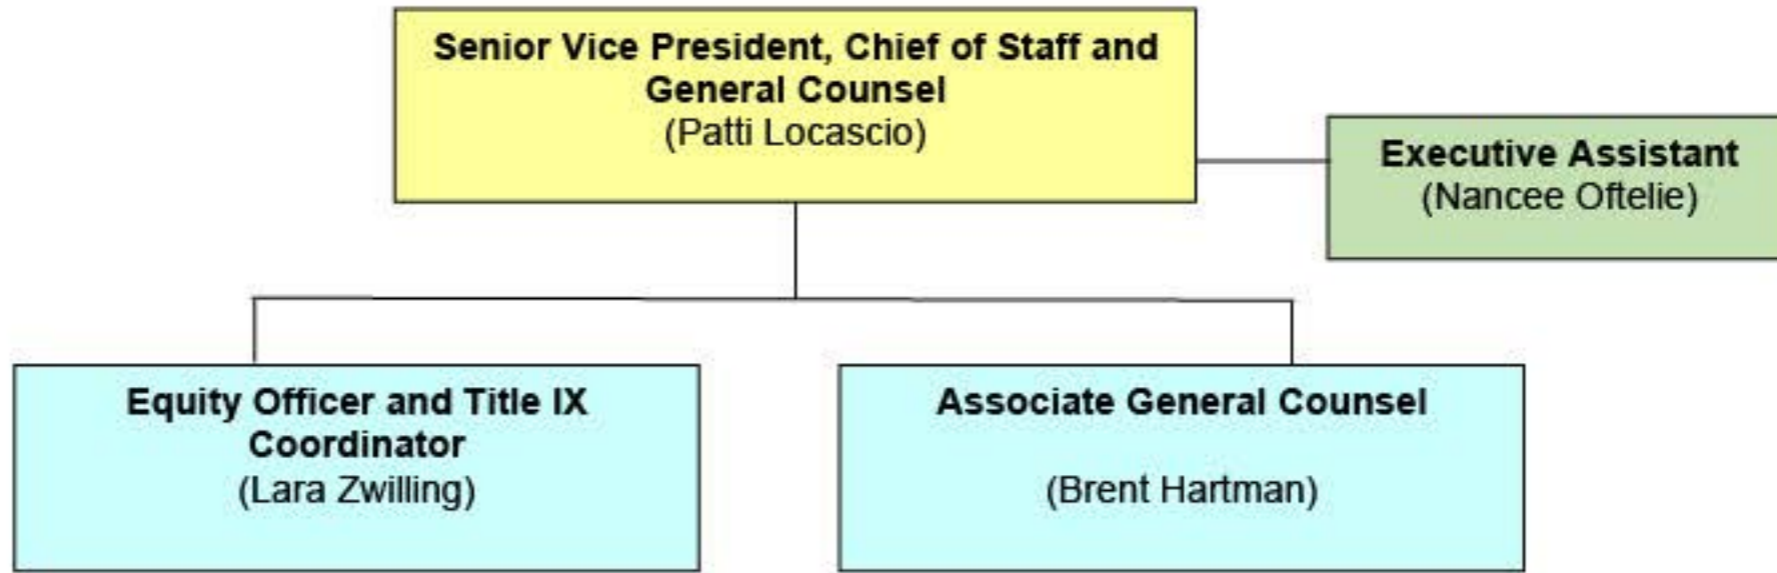 Senior Vice President, Chief of Staff and
General Counsel
(Patti Locascio)
Executive Assistant
(Nancee Oftelie)
Equity Officer and Title IX
Coordinator
(Lara Zwilling)
Associate General Counsel
(Brent Hartman)